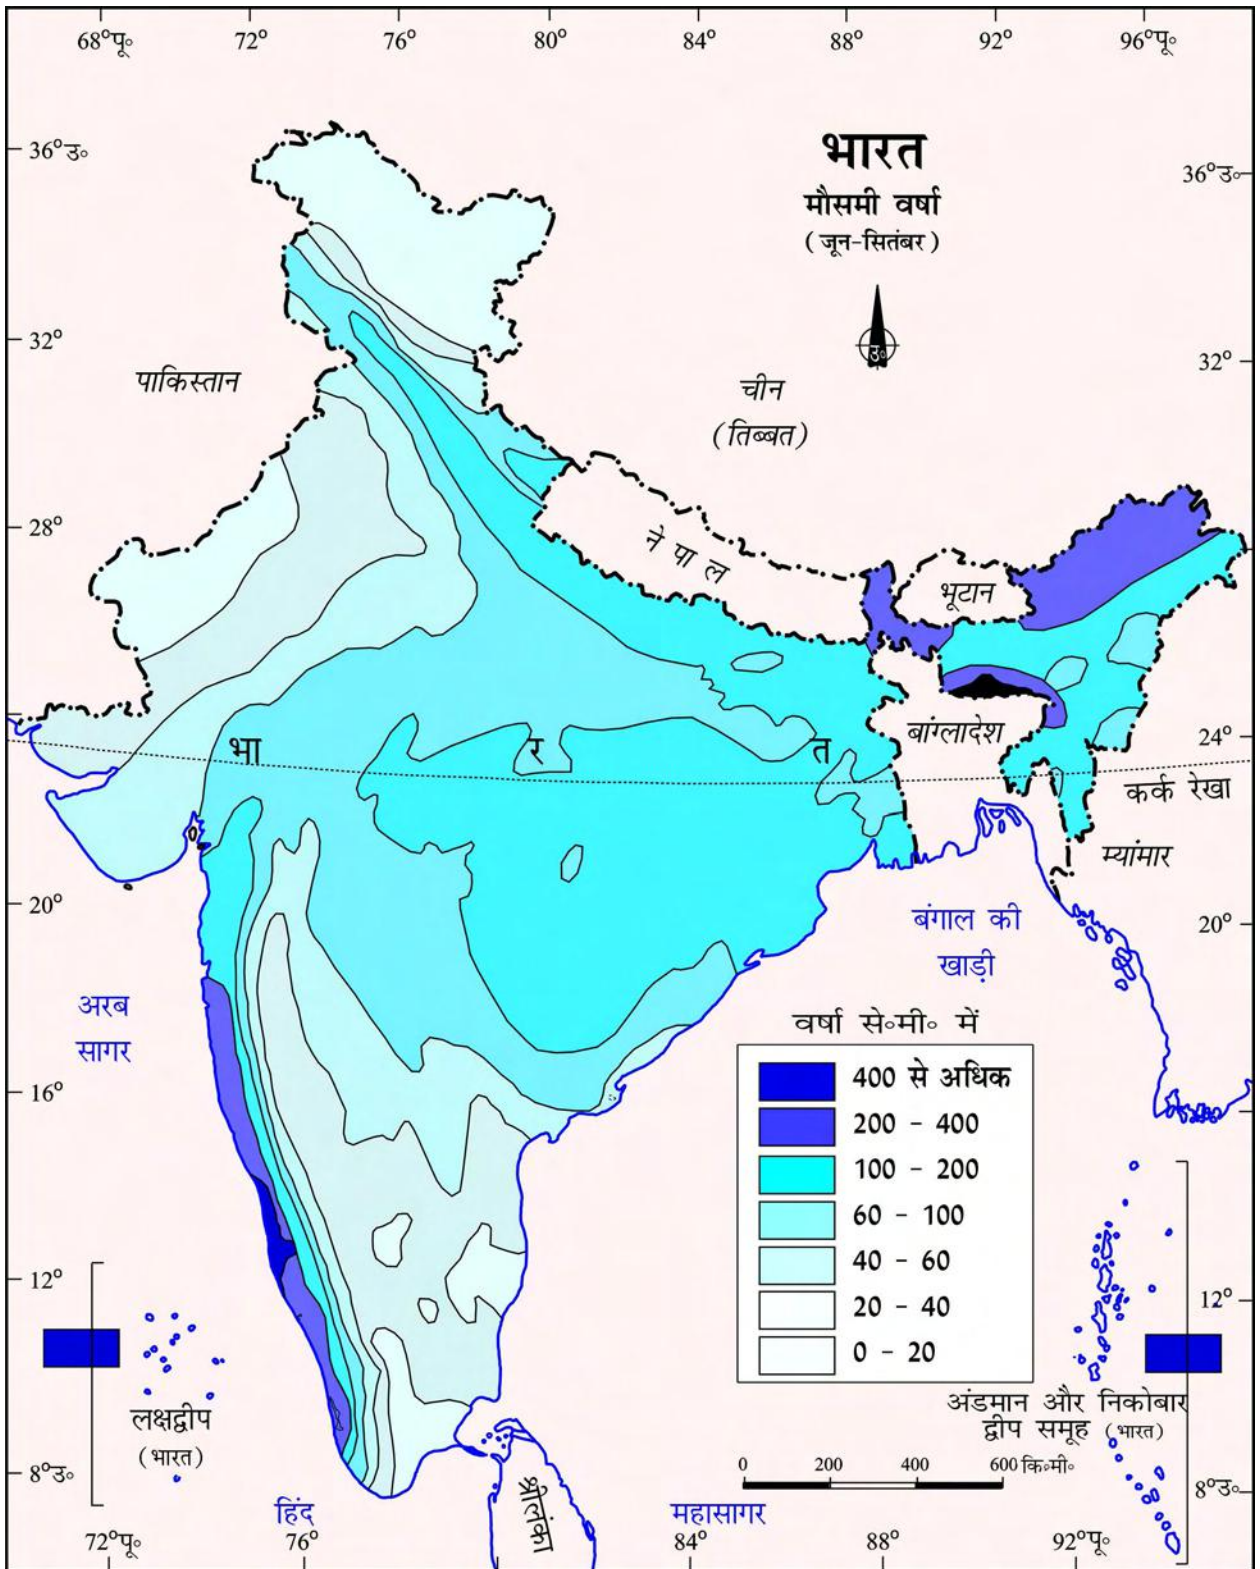 68°पू॰ 72° 76° 80° 84° 88° 92° 96°पू॰
भारत
मौसमी वर्षा
(जून-सितंबर)
36°उ॰
36°उ॰
उ॰
32°
32°
पाकिस्तान
चीन
(तिब्बत)
28°
नेपाल
भूटान
भा र त
बांग्लादेश
24°
कर्क रेखा
म्यांमार
20°
20°
बंगाल की
खाड़ी
अरब
सागर
वर्षा से॰मी॰ में
400 से अधिक
200 - 400
100 - 200
60 - 100
40 - 60
20 - 40
0 - 20
16°
12°
12°
लक्षद्वीप
(भारत)
अंडमान और निकोबार
द्वीप समूह (भारत)
0 200 400 600 कि॰मी॰
8°उ॰
8°उ॰
हिंद
महासागर
श्रीलंका
72°पू॰ 76° 84° 88° 92°पू॰